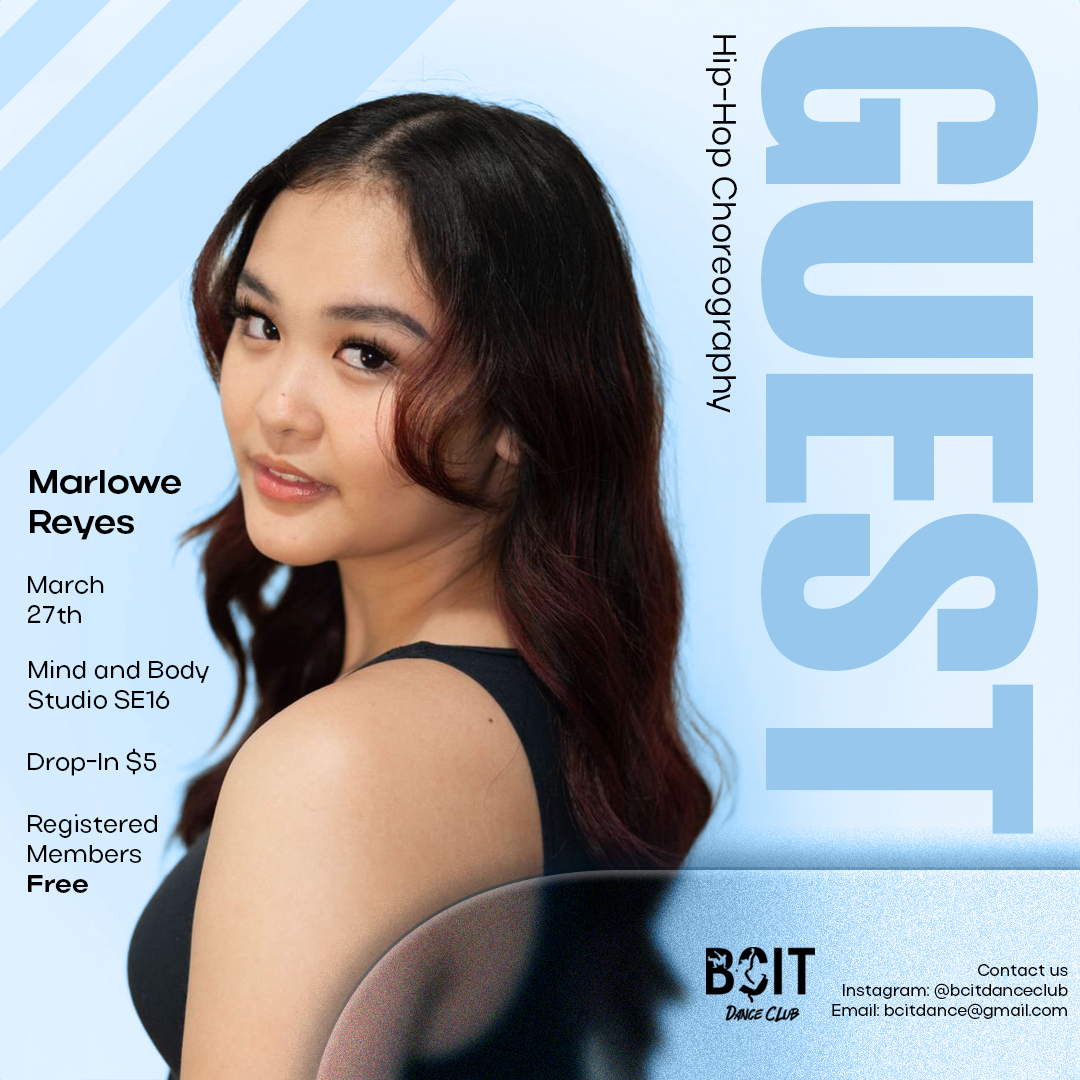 GUEST
Hip-Hop Choreography
Marlowe
Reyes
March
27th
Mind and Body
Studio SE16
Drop-In $5
Registered
Members
Free
BCIT
DANCE CLUB
Contact us
Instagram: @bcitdanceclub
Email: bcitdance@gmail.com